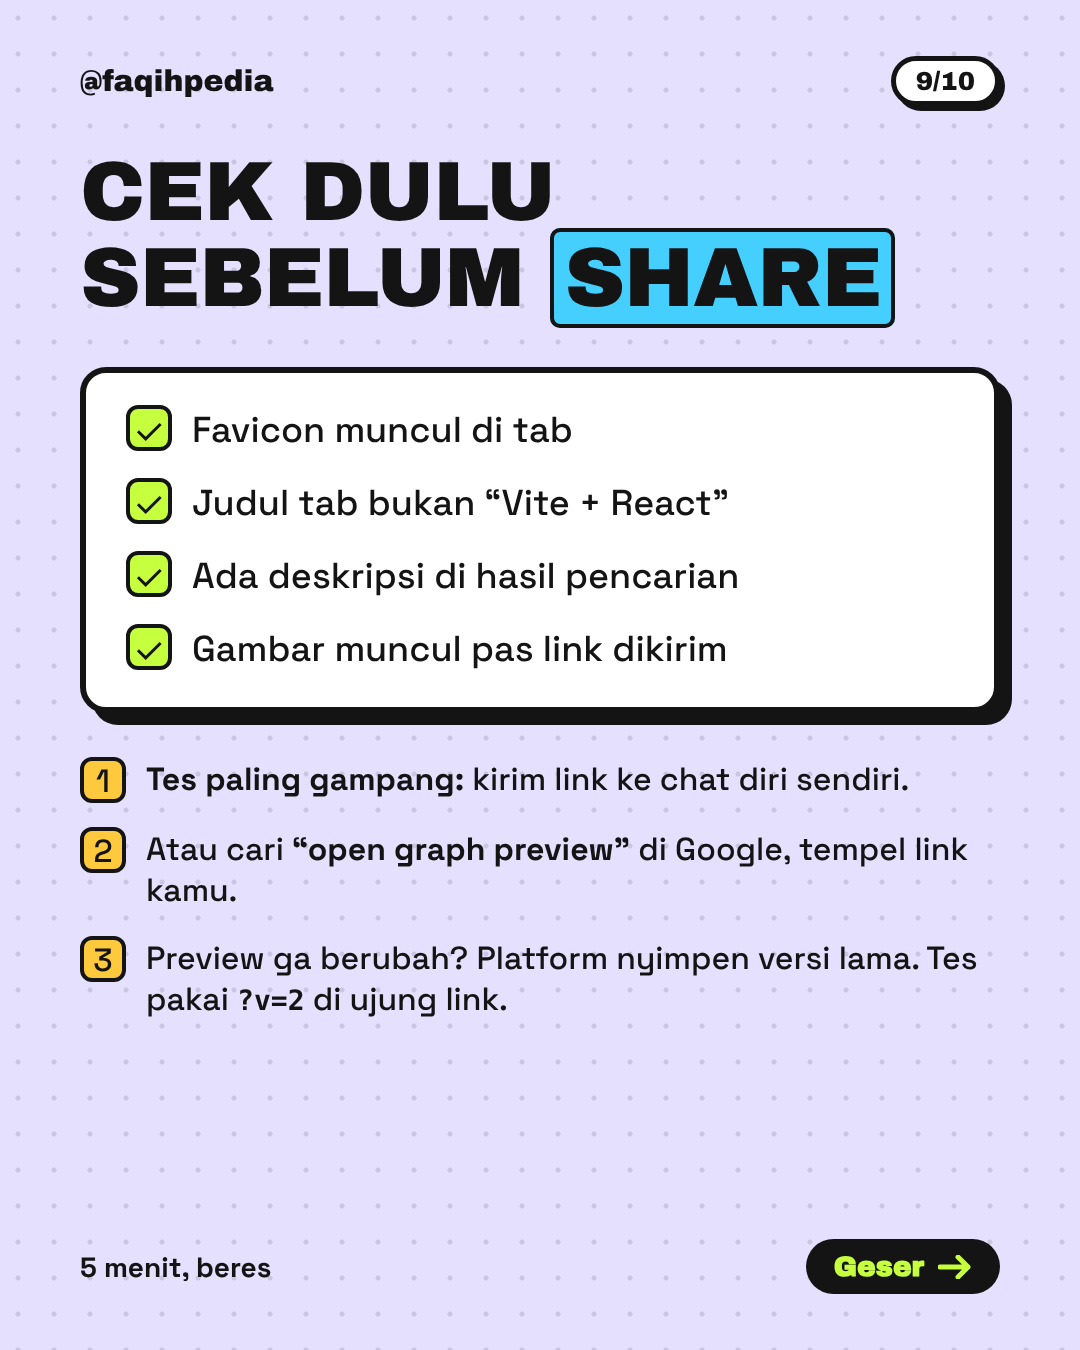 @faqihpedia
9/10
CEK DULU
SEBELUM SHARE
Favicon muncul di tab
Judul tab bukan “Vite + React”
Ada deskripsi di hasil pencarian
Gambar muncul pas link dikirim
1 Tes paling gampang: kirim link ke chat diri sendiri.
2 Atau cari “open graph preview” di Google, tempel link
kamu.
3 Preview ga berubah? Platform nyimpen versi lama. Tes
pakai ?v=2 di ujung link.
5 menit, beres
Geser →